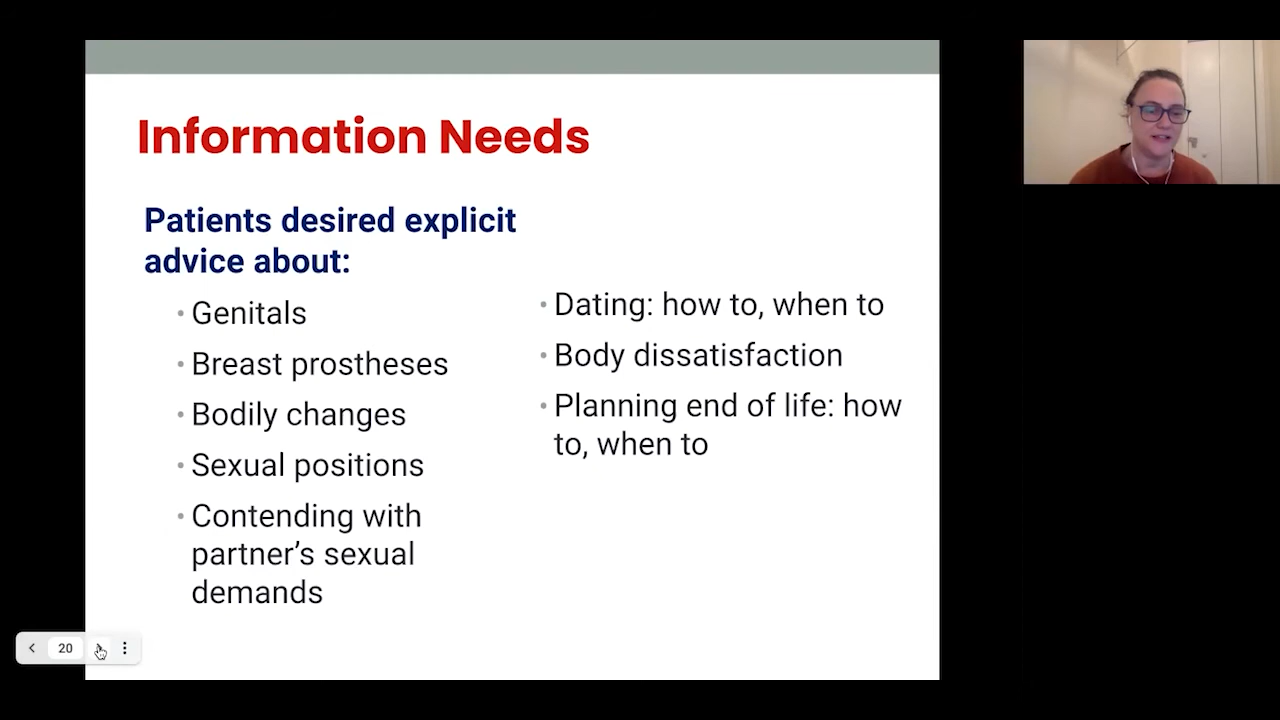 Information Needs
Patients desired explicit
advice about:
• Genitals
• Breast prostheses
• Bodily changes
• Sexual positions
• Contending with
partner’s sexual
demands
• Dating: how to, when to
• Body dissatisfaction
• Planning end of life: how
to, when to
20